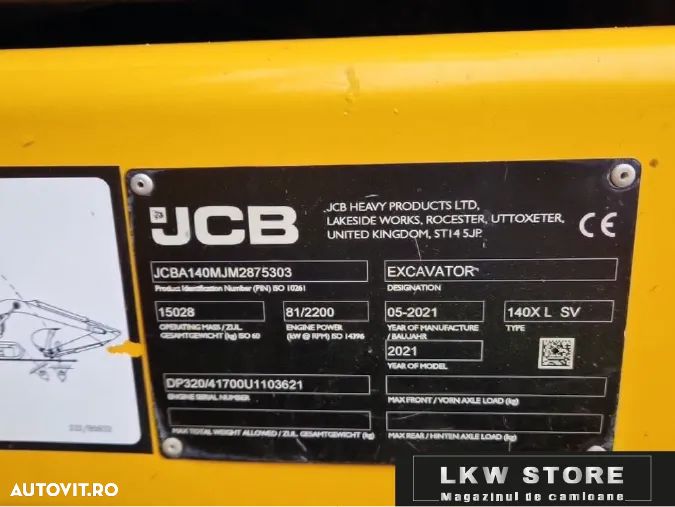 JCB
JCB HEAVY PRODUCTS LTD,
LAKESIDE WORKS, ROCESTER, UTTOXETER,
UNITED KINGDOM, ST14 5JP.
CE
JCBA140MJM2875303
Product Identification Number (PIN) ISO 10261
EXCAVATOR
DESIGNATION
15028
OPERATING MASS / ZUL.
GESAMTGEWICHT (kg) ISO 60
81/2200
ENGINE POWER
(kW @ RPM) ISO 14396
05-2021
YEAR OF MANUFACTURE
/ BAUJAHR
140X L SV
TYPE
2021
YEAR OF MODEL
DP320/41700U1103621
ENGINE SERIAL NUMBER
MAX FRONT / VORN AXLE LOAD (kg)
MAX TOTAL WEIGHT ALLOWED / ZUL. GESAMTGEWICHT (kg)
MAX REAR / HINTEN AXLE LOAD (kg)
AUTOVIT.RO
LKW STORE
Magazinul de camioane